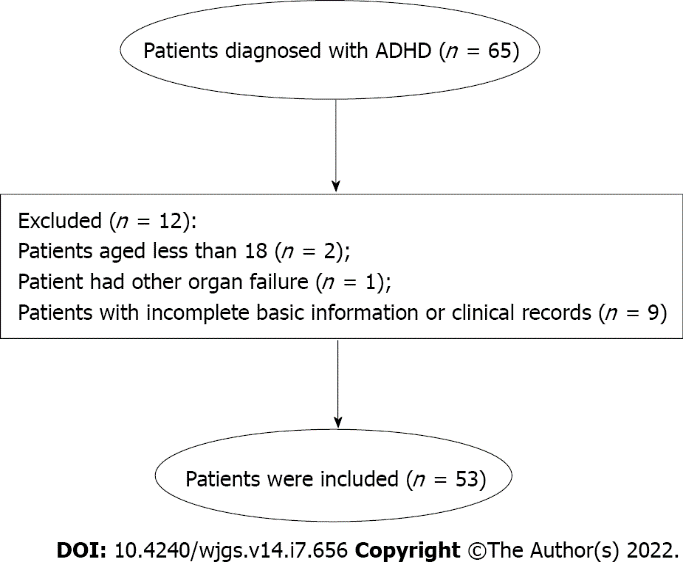 Patients diagnosed with ADHD (n = 65)
Excluded (n = 12):
Patients aged less than 18 (n = 2);
Patient had other organ failure (n = 1);
Patients with incomplete basic information or clinical records (n = 9)
Patients were included (n = 53)
DOI: 10.4240/wjgs.v14.i7.656 Copyright ©The Author(s) 2022.